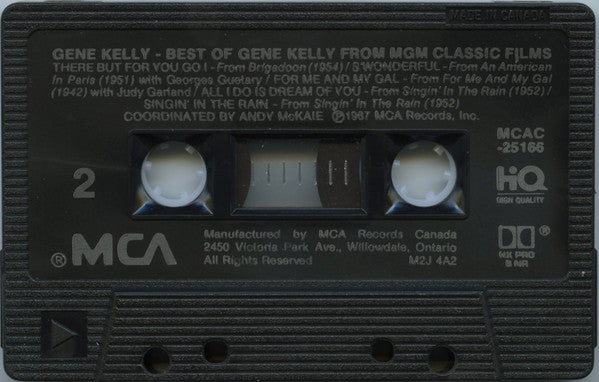 MADE IN CANADA
GENE KELLY - BEST OF GENE KELLY FROM MGM CLASSIC FILMS
THERE BUT FOR YOU GO I - From Brigadoon (1954) / S'WONDERFUL - From An American
In Paris (1951) with Georges Guetary / FOR ME AND MY GAL - From For Me And My Gal
(1942) with Judy Garland / ALL I DO IS DREAM OF YOU - From Singin' In The Rain (1952) /
SINGIN' IN THE RAIN - From Singin' In The Rain (1952)
COORDINATED BY ANDY McKAIE ℗1987 MCA Records, Inc.
MCAC
-25166
2
HiQ
HIGH QUALITY
® MCA
Manufactured by MCA Records Canada
2450 Victoria Park Ave., Willowdale, Ontario
All Rights Reserved M2J 4A2
®
HX PRO
B NR